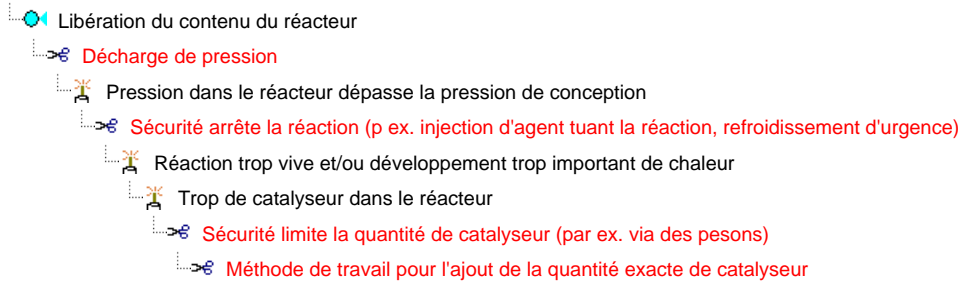 Libération du contenu du réacteur
Décharge de pression
Pression dans le réacteur dépasse la pression de conception
Sécurité arrête la réaction (p ex. injection d'agent tuant la réaction, refroidissement d'urgence)
Réaction trop vive et/ou développement trop important de chaleur
Trop de catalyseur dans le réacteur
Sécurité limite la quantité de catalyseur (par ex. via des pesons)
Méthode de travail pour l'ajout de la quantité exacte de catalyseur